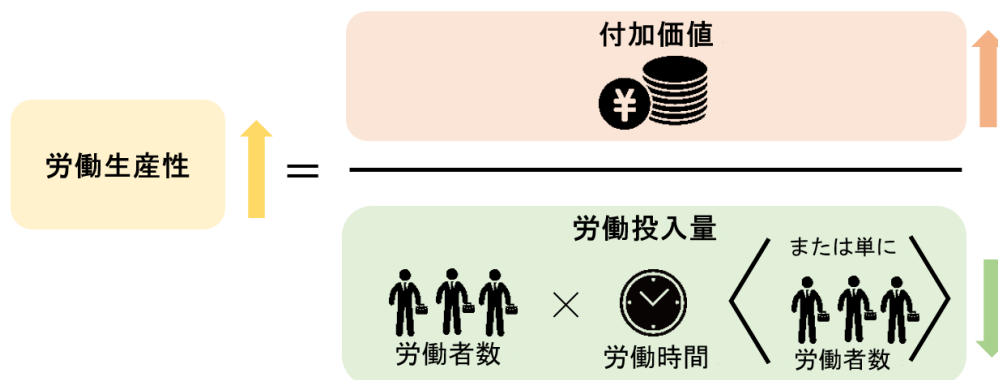 付加価値
¥
労働生産性
=
労働投入量
または単に
×
労働者数
労働時間
労働者数